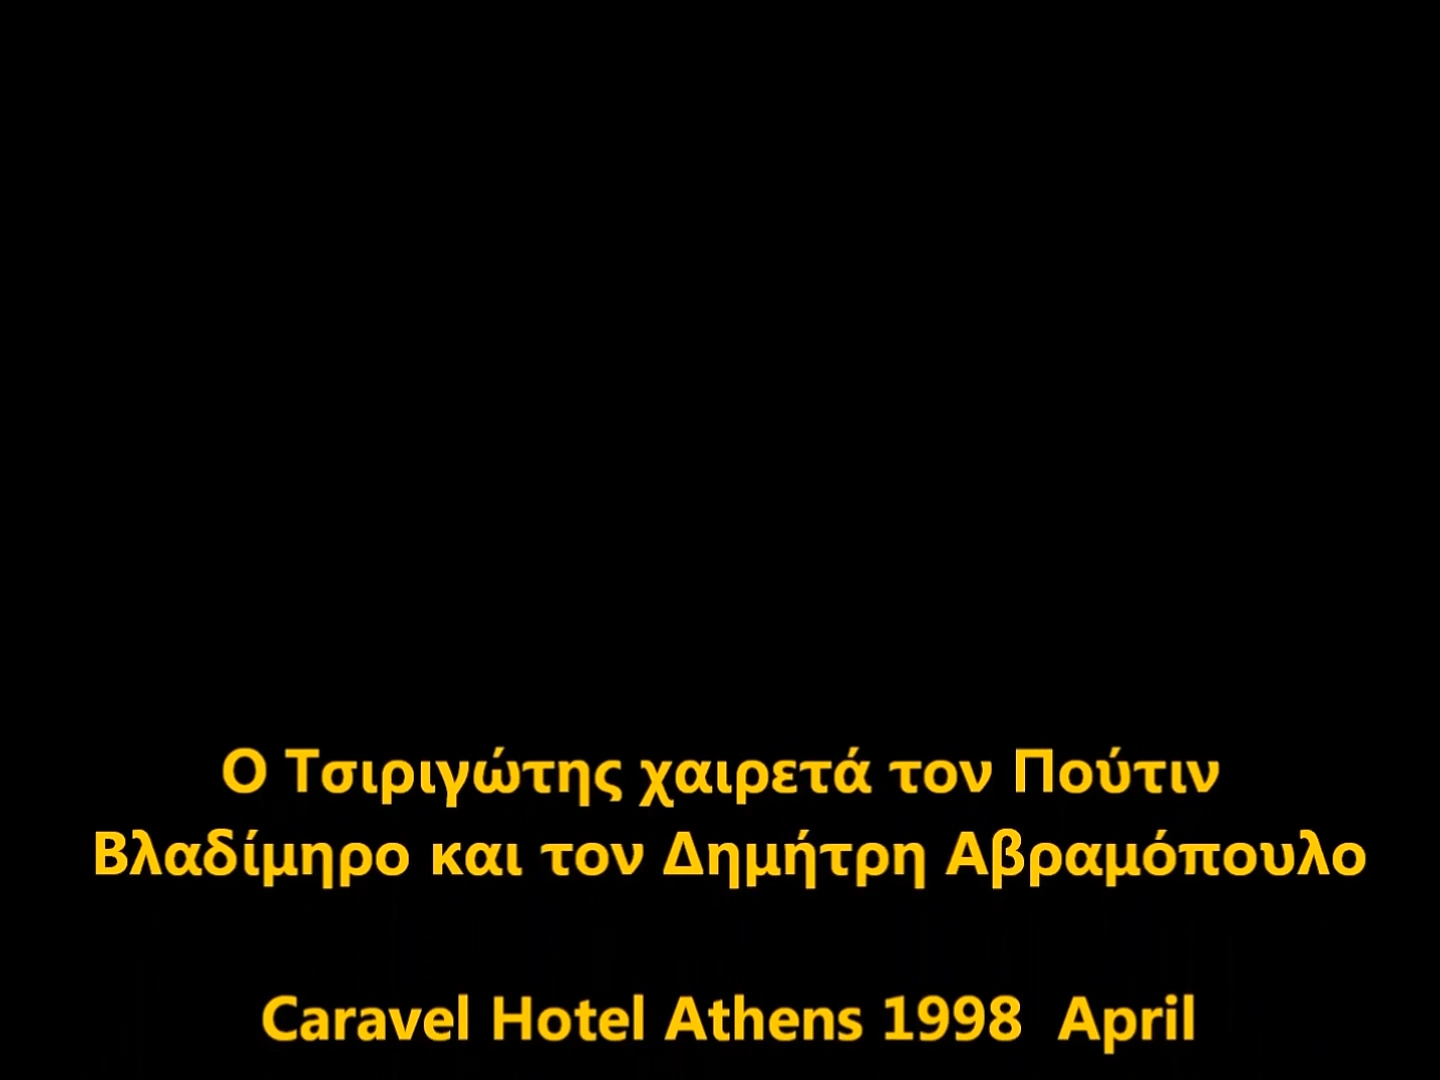 Ο Τσιριγώτης χαιρετά τον Πούτιν
Βλαδίμηρο και τον Δημήτρη Αβραμόπουλο
Caravel Hotel Athens 1998  April